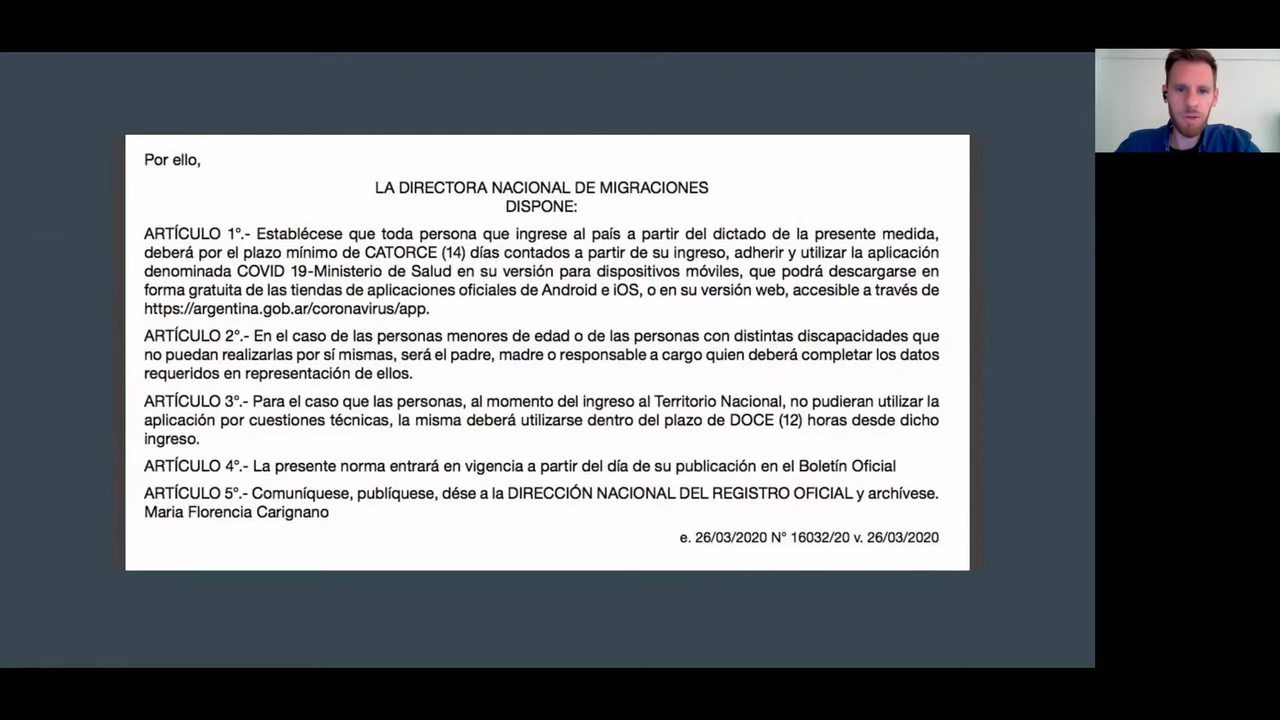 Por ello,
LA DIRECTORA NACIONAL DE MIGRACIONES
DISPONE:
ARTÍCULO 1º.- Establécese que toda persona que ingrese al país a partir del dictado de la presente medida,
deberá por el plazo mínimo de CATORCE (14) días contados a partir de su ingreso, adherir y utilizar la aplicación
denominada COVID 19-Ministerio de Salud en su versión para dispositivos móviles, que podrá descargarse en
forma gratuita de las tiendas de aplicaciones oficiales de Android e iOS, o en su versión web, accesible a través de
https://argentina.gob.ar/coronavirus/app.
ARTÍCULO 2º.- En el caso de las personas menores de edad o de las personas con distintas discapacidades que
no puedan realizarlas por sí mismas, será el padre, madre o responsable a cargo quien deberá completar los datos
requeridos en representación de ellos.
ARTÍCULO 3º.- Para el caso que las personas, al momento del ingreso al Territorio Nacional, no pudieran utilizar la
aplicación por cuestiones técnicas, la misma deberá utilizarse dentro del plazo de DOCE (12) horas desde dicho
ingreso.
ARTÍCULO 4º.- La presente norma entrará en vigencia a partir del día de su publicación en el Boletín Oficial
ARTÍCULO 5º.- Comuníquese, publíquese, dése a la DIRECCIÓN NACIONAL DEL REGISTRO OFICIAL y archívese.
Maria Florencia Carignano
e. 26/03/2020 N° 16032/20 v. 26/03/2020